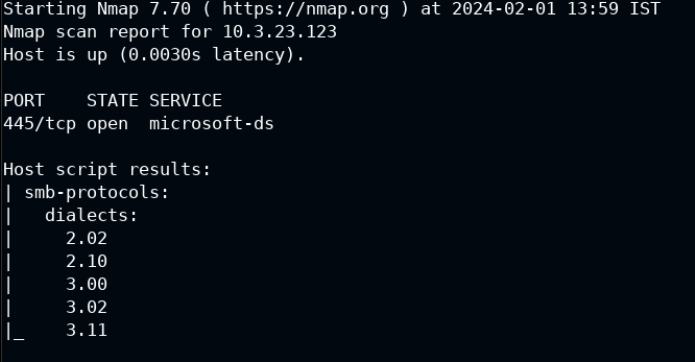 Starting Nmap 7.70 ( https://nmap.org ) at 2024-02-01 13:59 IST
Nmap scan report for 10.3.23.123
Host is up (0.0030s latency).

PORT    STATE SERVICE
445/tcp open  microsoft-ds

Host script results:
| smb-protocols:
|   dialects:
|     2.02
|     2.10
|     3.00
|     3.02
|_    3.11